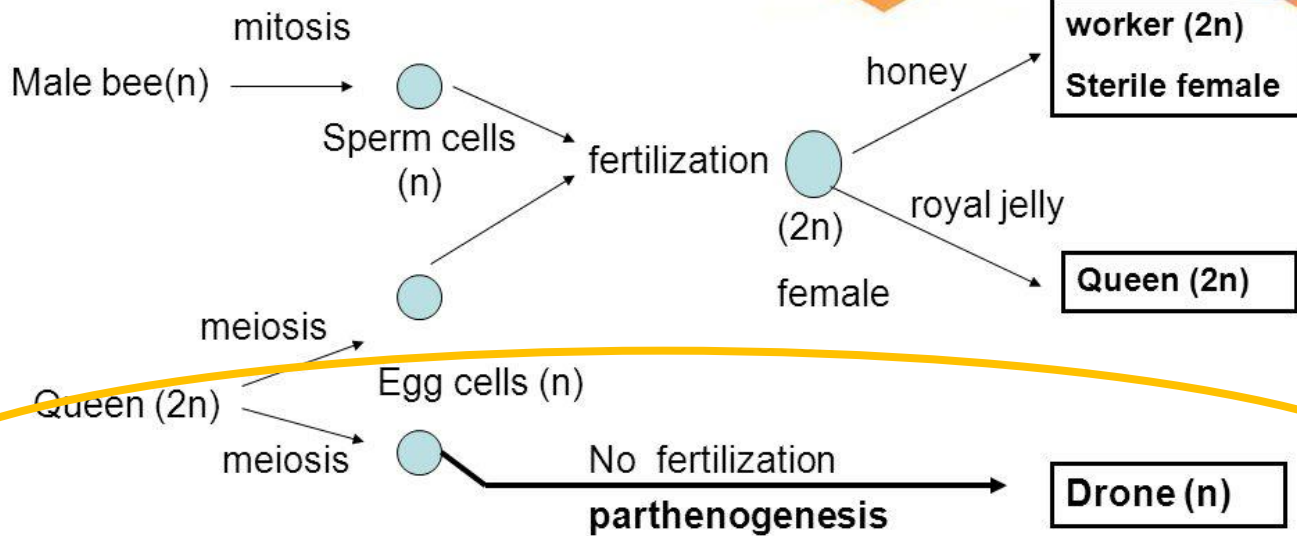 mitosis
Male bee(n)
Sperm cells
(n)
fertilization
honey
worker (2n)
Sterile female
(2n)
female
royal jelly
Queen (2n)
meiosis
Queen (2n)
Egg cells (n)
meiosis
No fertilization
parthenogenesis
Drone (n)